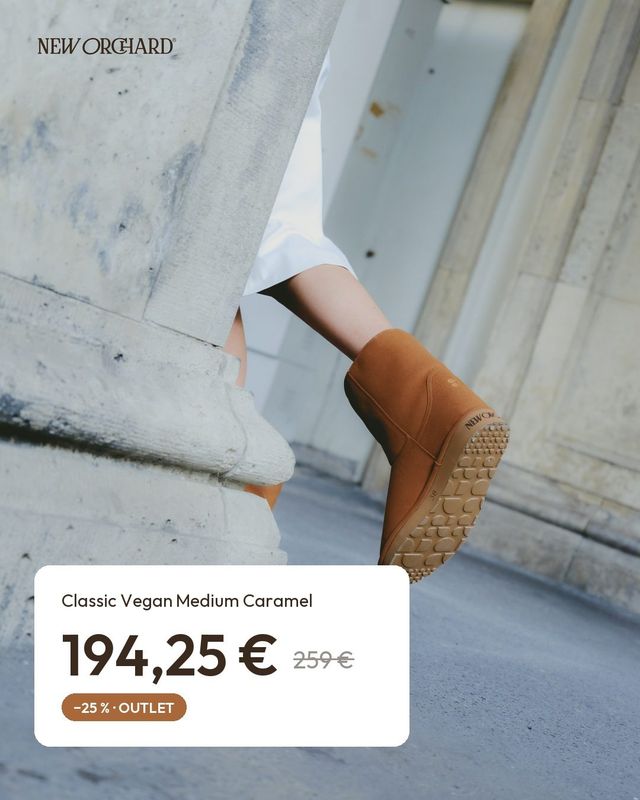 NEW ORCHARD®
Classic Vegan Medium Caramel
194,25 € 259 €
−25 % · OUTLET